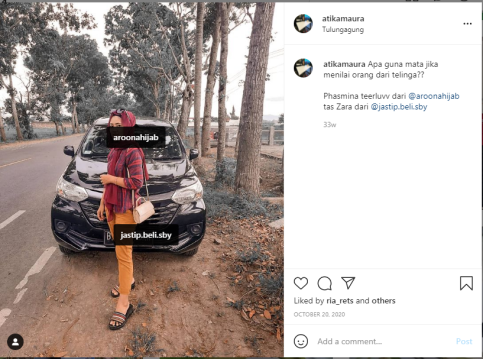 atikamaura
Tulungagung
atikamaura Apa guna mata jika
menilai orang dari telinga??
Phasmina teerluvv dari @aroonahijab
tas Zara dari @jastip.beli.sby
33w
aroonahijab
jastip.beli.sby
Liked by ria_rets and others
OCTOBER 20, 2020
Add a comment...
Post